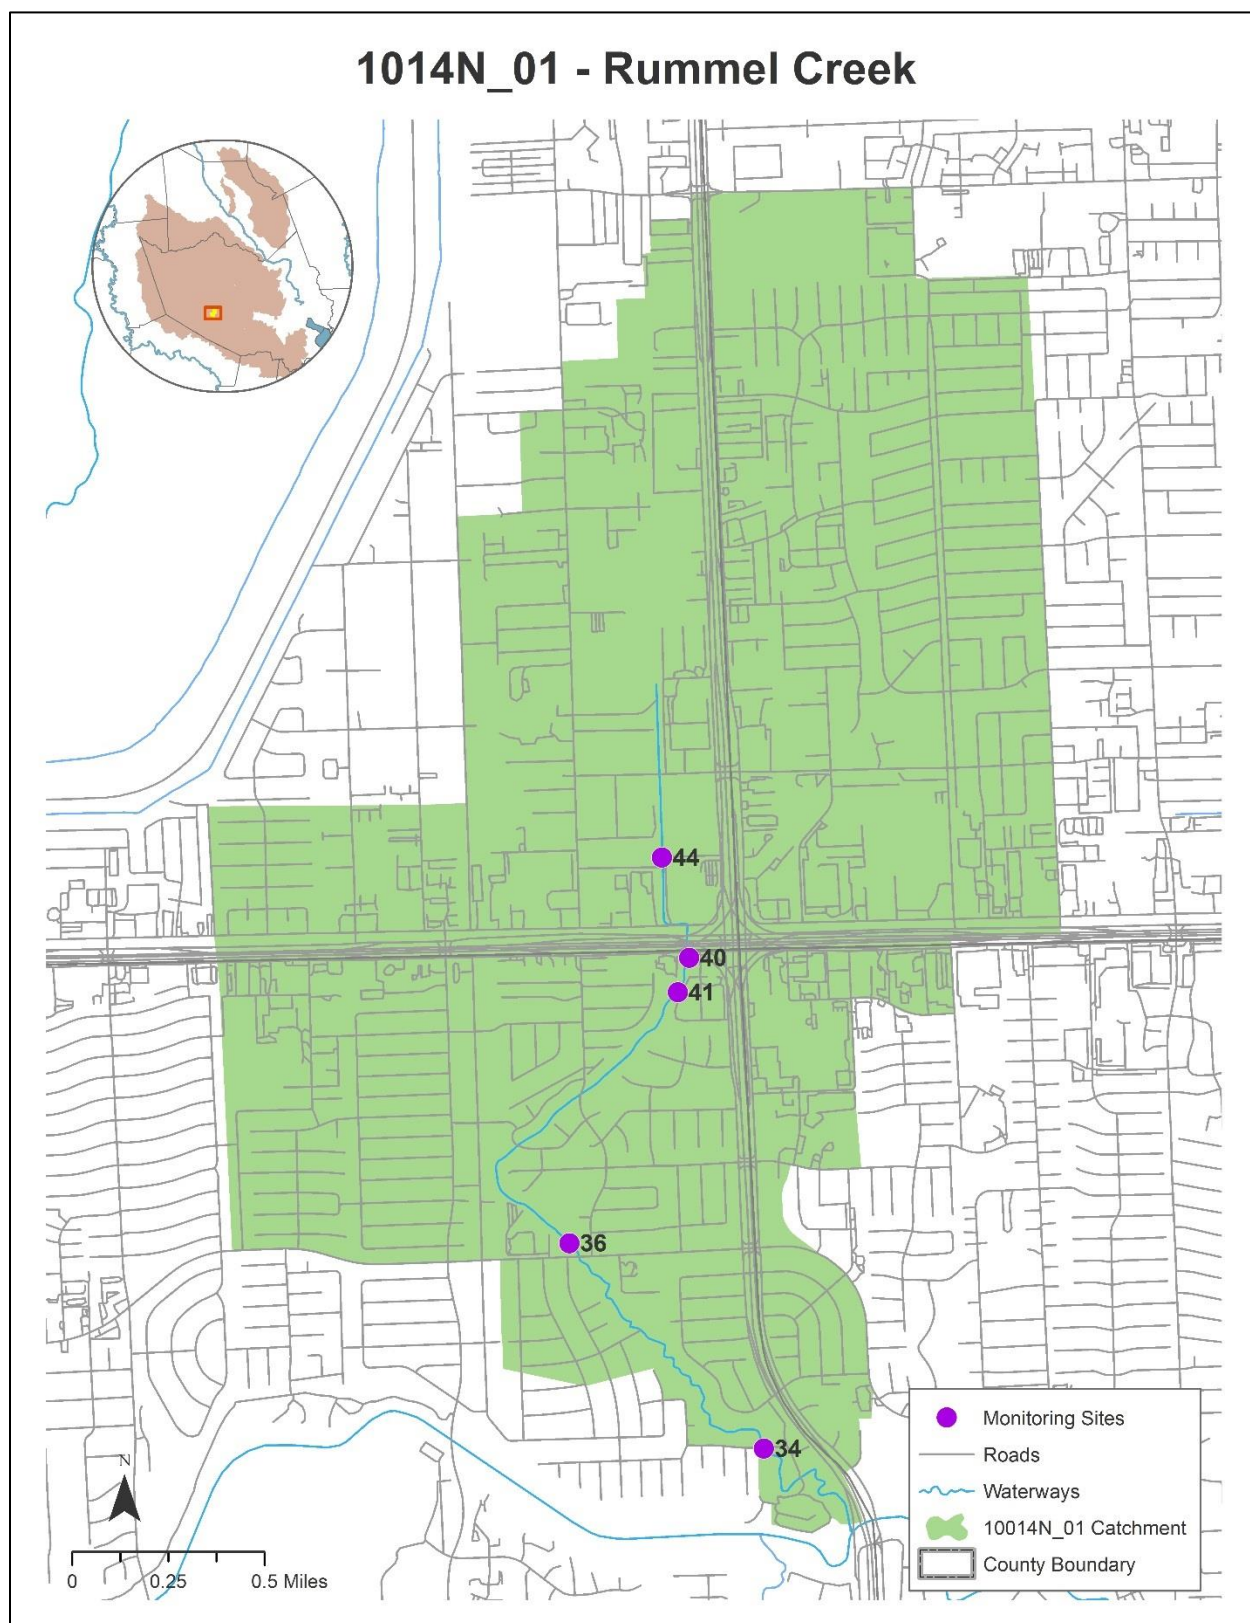 1014N_01 - Rummel Creek
44
40
41
36
34
N
0 0.25 0.5 Miles
Monitoring Sites
Roads
Waterways
10014N_01 Catchment
County Boundary